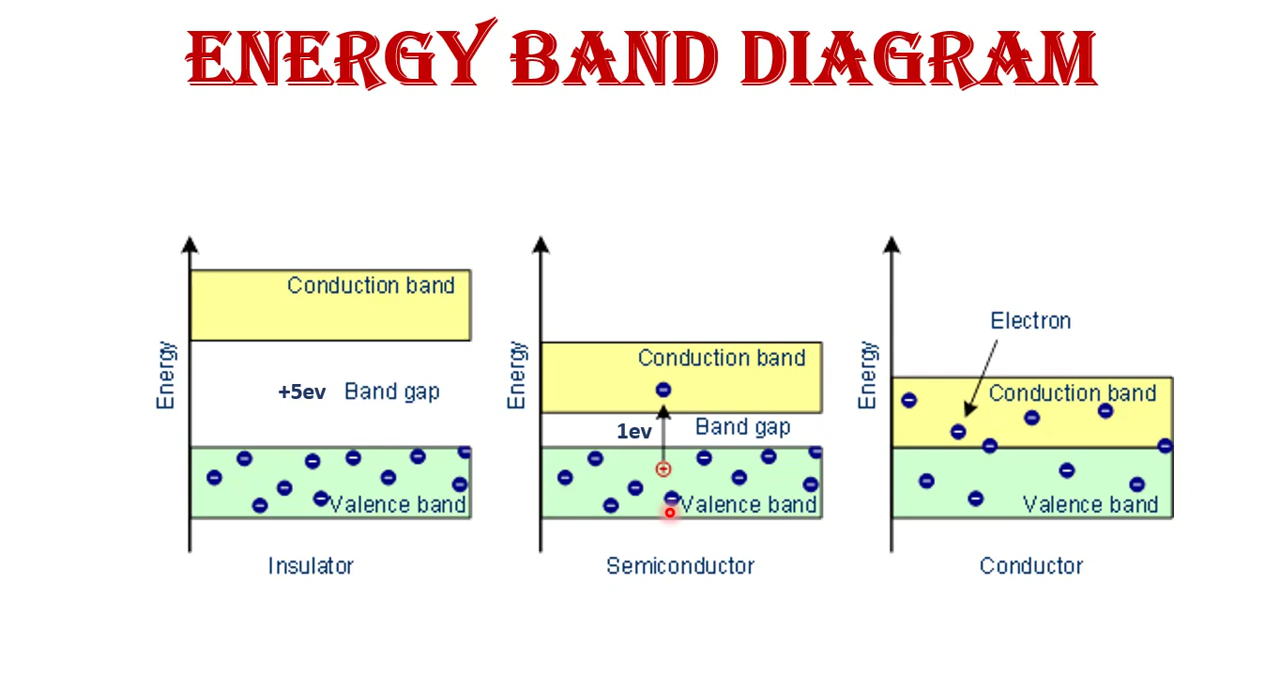 ENERGY BAND DIAGRAM
Energy
Conduction band
+5ev Band gap
Valence band
Insulator
Energy
Conduction band
1ev Band gap
Valence band
Semiconductor
Energy
Electron
Conduction band
Valence band
Conductor